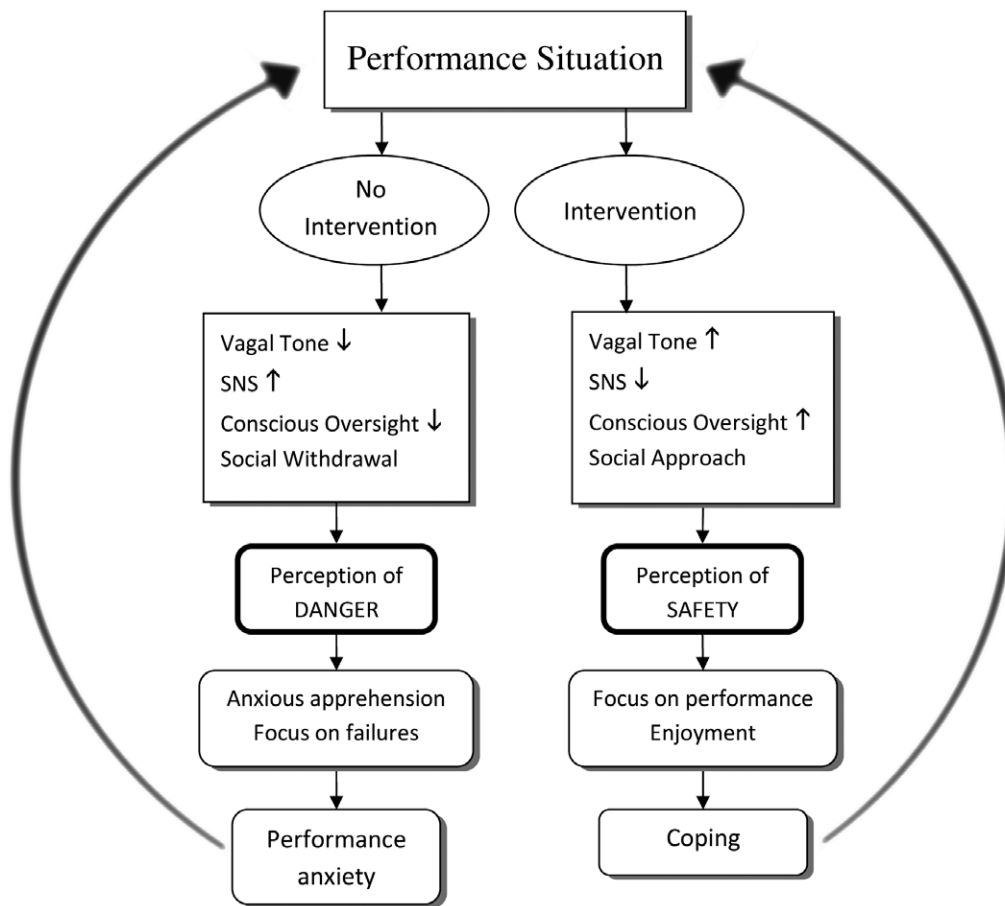 Performance Situation
No
Intervention
Intervention
Vagal Tone ↓
SNS ↑
Conscious Oversight ↓
Social Withdrawal
Vagal Tone ↑
SNS ↓
Conscious Oversight ↑
Social Approach
Perception of
DANGER
Perception of
SAFETY
Anxious apprehension
Focus on failures
Focus on performance
Enjoyment
Performance
anxiety
Coping